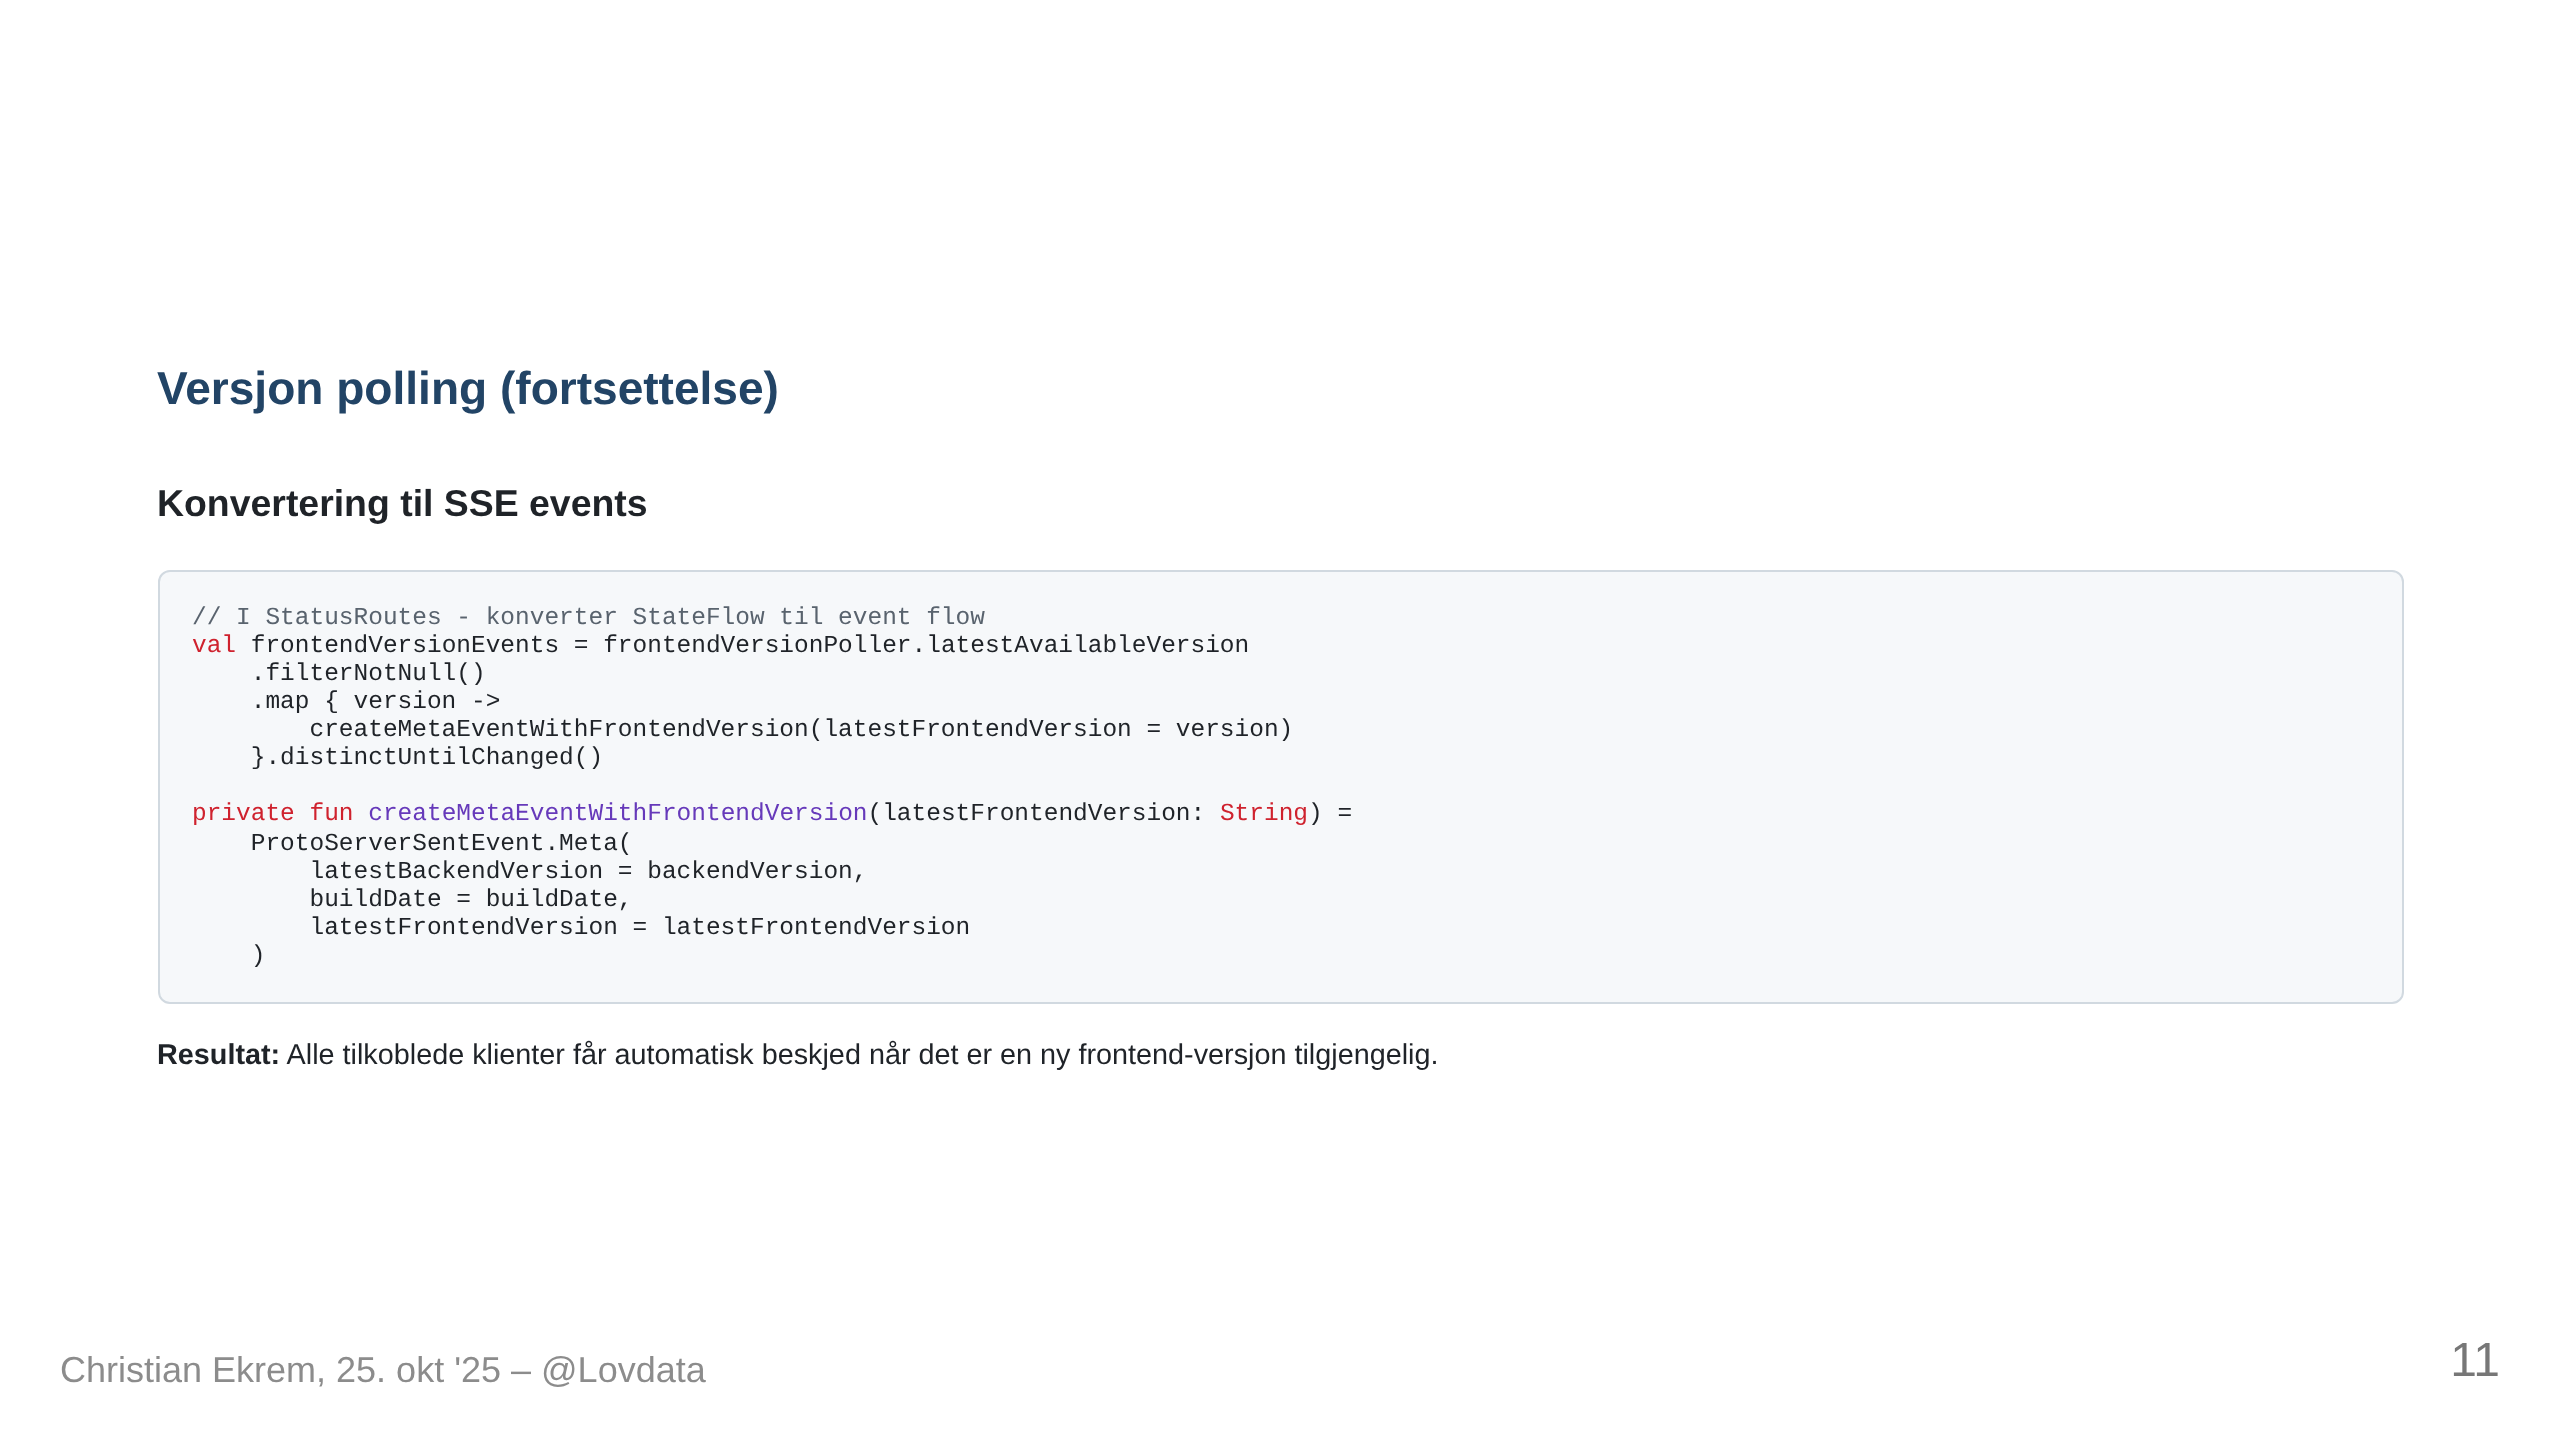 Versjon polling (fortsettelse)
Konvertering til SSE events
// I StatusRoutes - konverter StateFlow til event flow
val frontendVersionEvents = frontendVersionPoller.latestAvailableVersion
    .filterNotNull()
    .map { version ->
        createMetaEventWithFrontendVersion(latestFrontendVersion = version)
    }.distinctUntilChanged()

private fun createMetaEventWithFrontendVersion(latestFrontendVersion: String) =
    ProtoServerSentEvent.Meta(
        latestBackendVersion = backendVersion,
        buildDate = buildDate,
        latestFrontendVersion = latestFrontendVersion
    )
Resultat: Alle tilkoblede klienter får automatisk beskjed når det er en ny frontend-versjon tilgjengelig.
Christian Ekrem, 25. okt '25 – @Lovdata
11